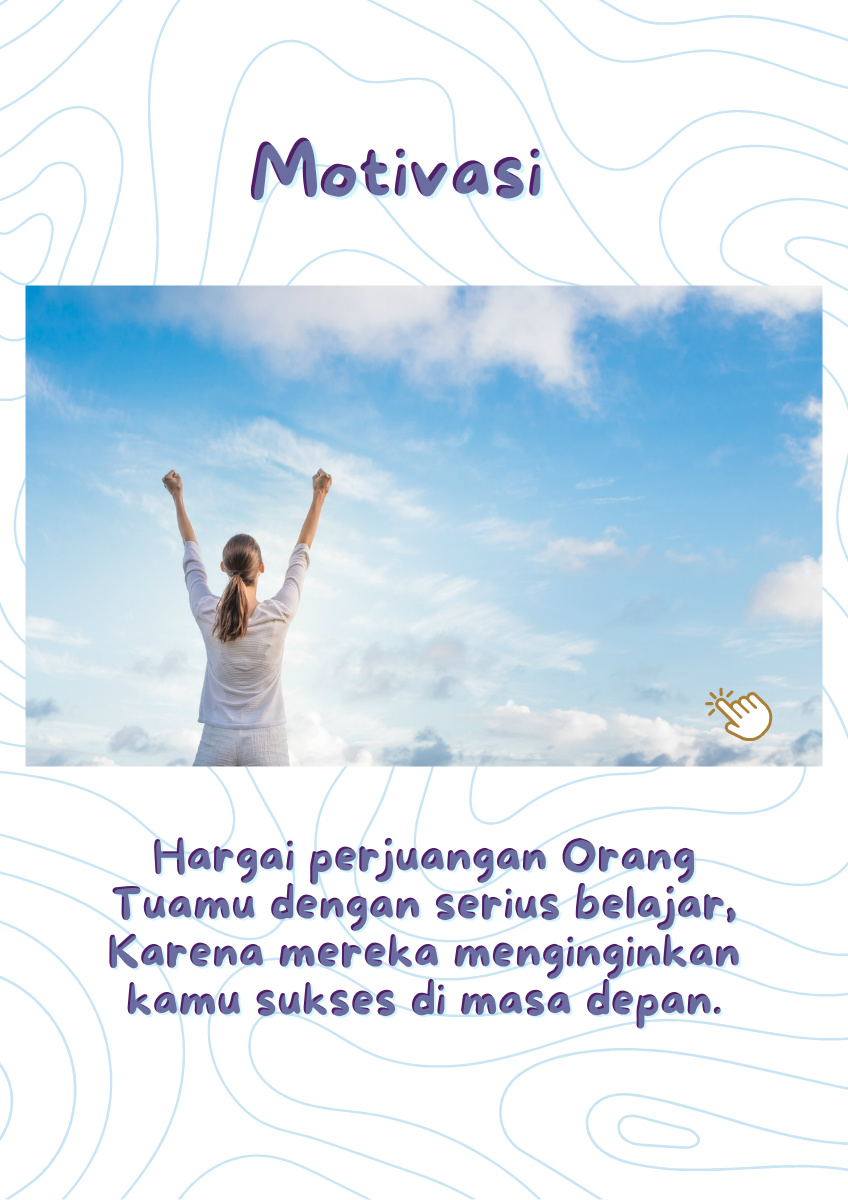 Motivasi
Hargai perjuangan Orang
Tuamu dengan serius belajar,
Karena mereka menginginkan
kamu sukses di masa depan.